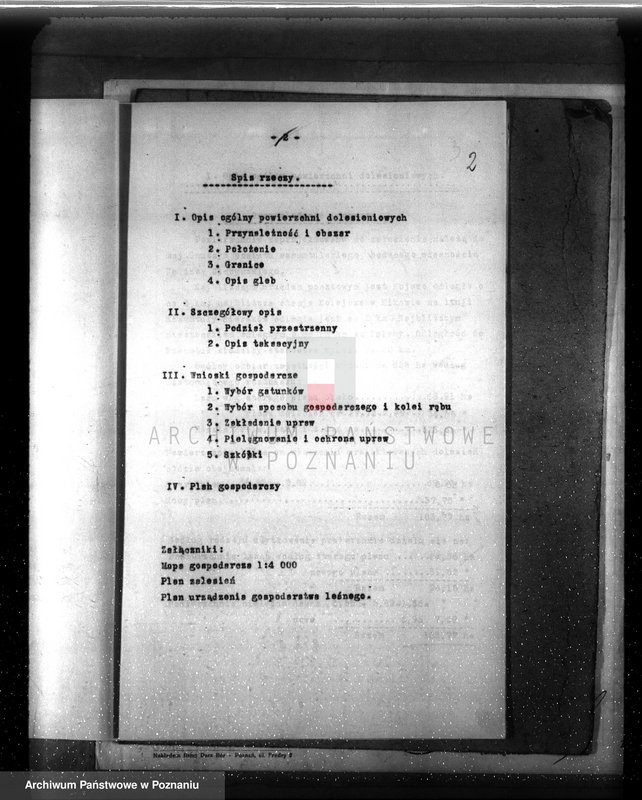 - 2 -
2
Spis rzeczy.
I. Opis ogólny powierzchni dolesieniowych
1. Przynależność i obszar
2. Położenie
3. Granice
4. Opis gleb
II. Szczegółowy opis
1. Podział przestrzenny
2. Opis taksacyjny
III. Wnioski gospodarcze
1. Wybór gatunków
2. Wybór sposobu gospodarczego i kolei rębu
3. Zakładanie upraw
4. Pielęgnowanie i ochrona upraw
5. Szkółki
IV. Plan gospodarczy
Załączniki:
Mapa gospodarcza 1:4 000
Plan zalesień
Plan urządzenia gospodarstwa leśnego.
ARCHIWUM PAŃSTWOWE
W POZNANIU
Archiwum Państwowe w Poznaniu